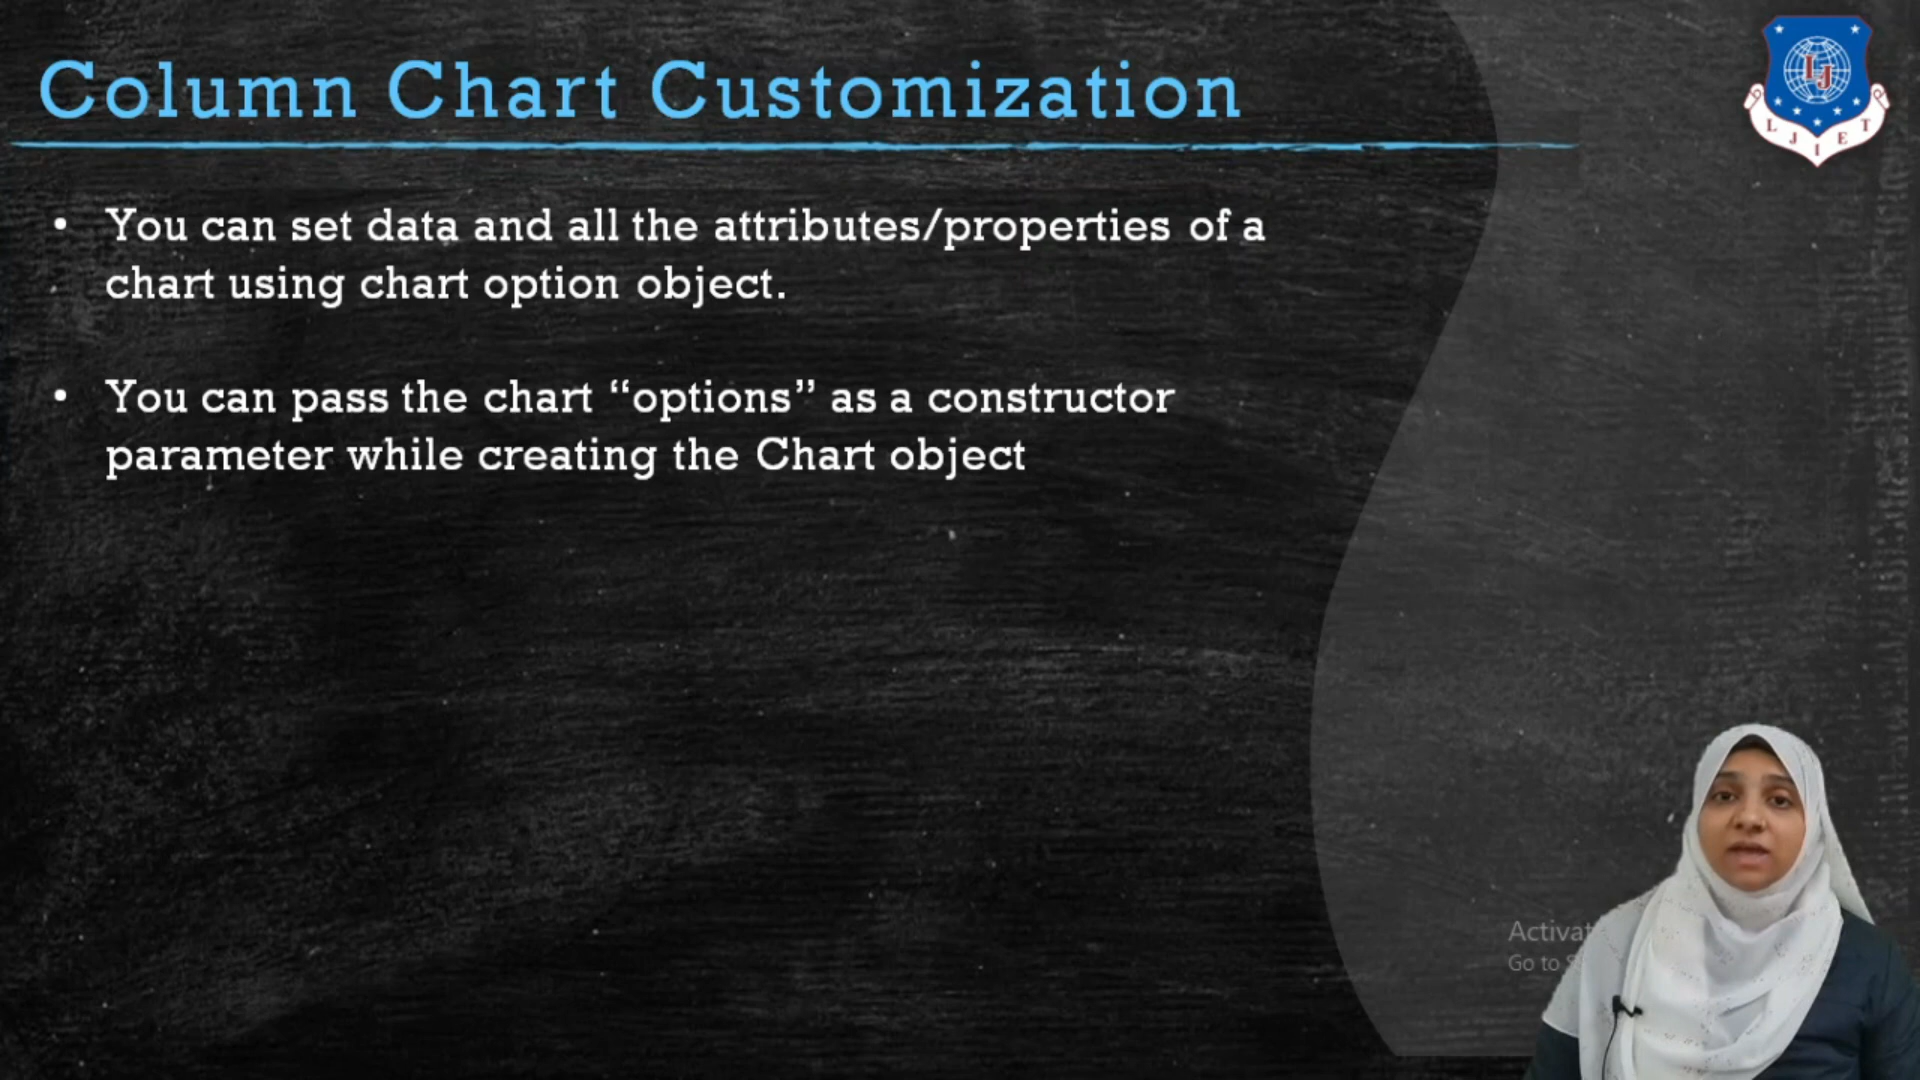 Column Chart Customization
• You can set data and all the attributes/properties of a
chart using chart option object.
• You can pass the chart “options” as a constructor
parameter while creating the Chart object
LJ
L J I E T
Go to